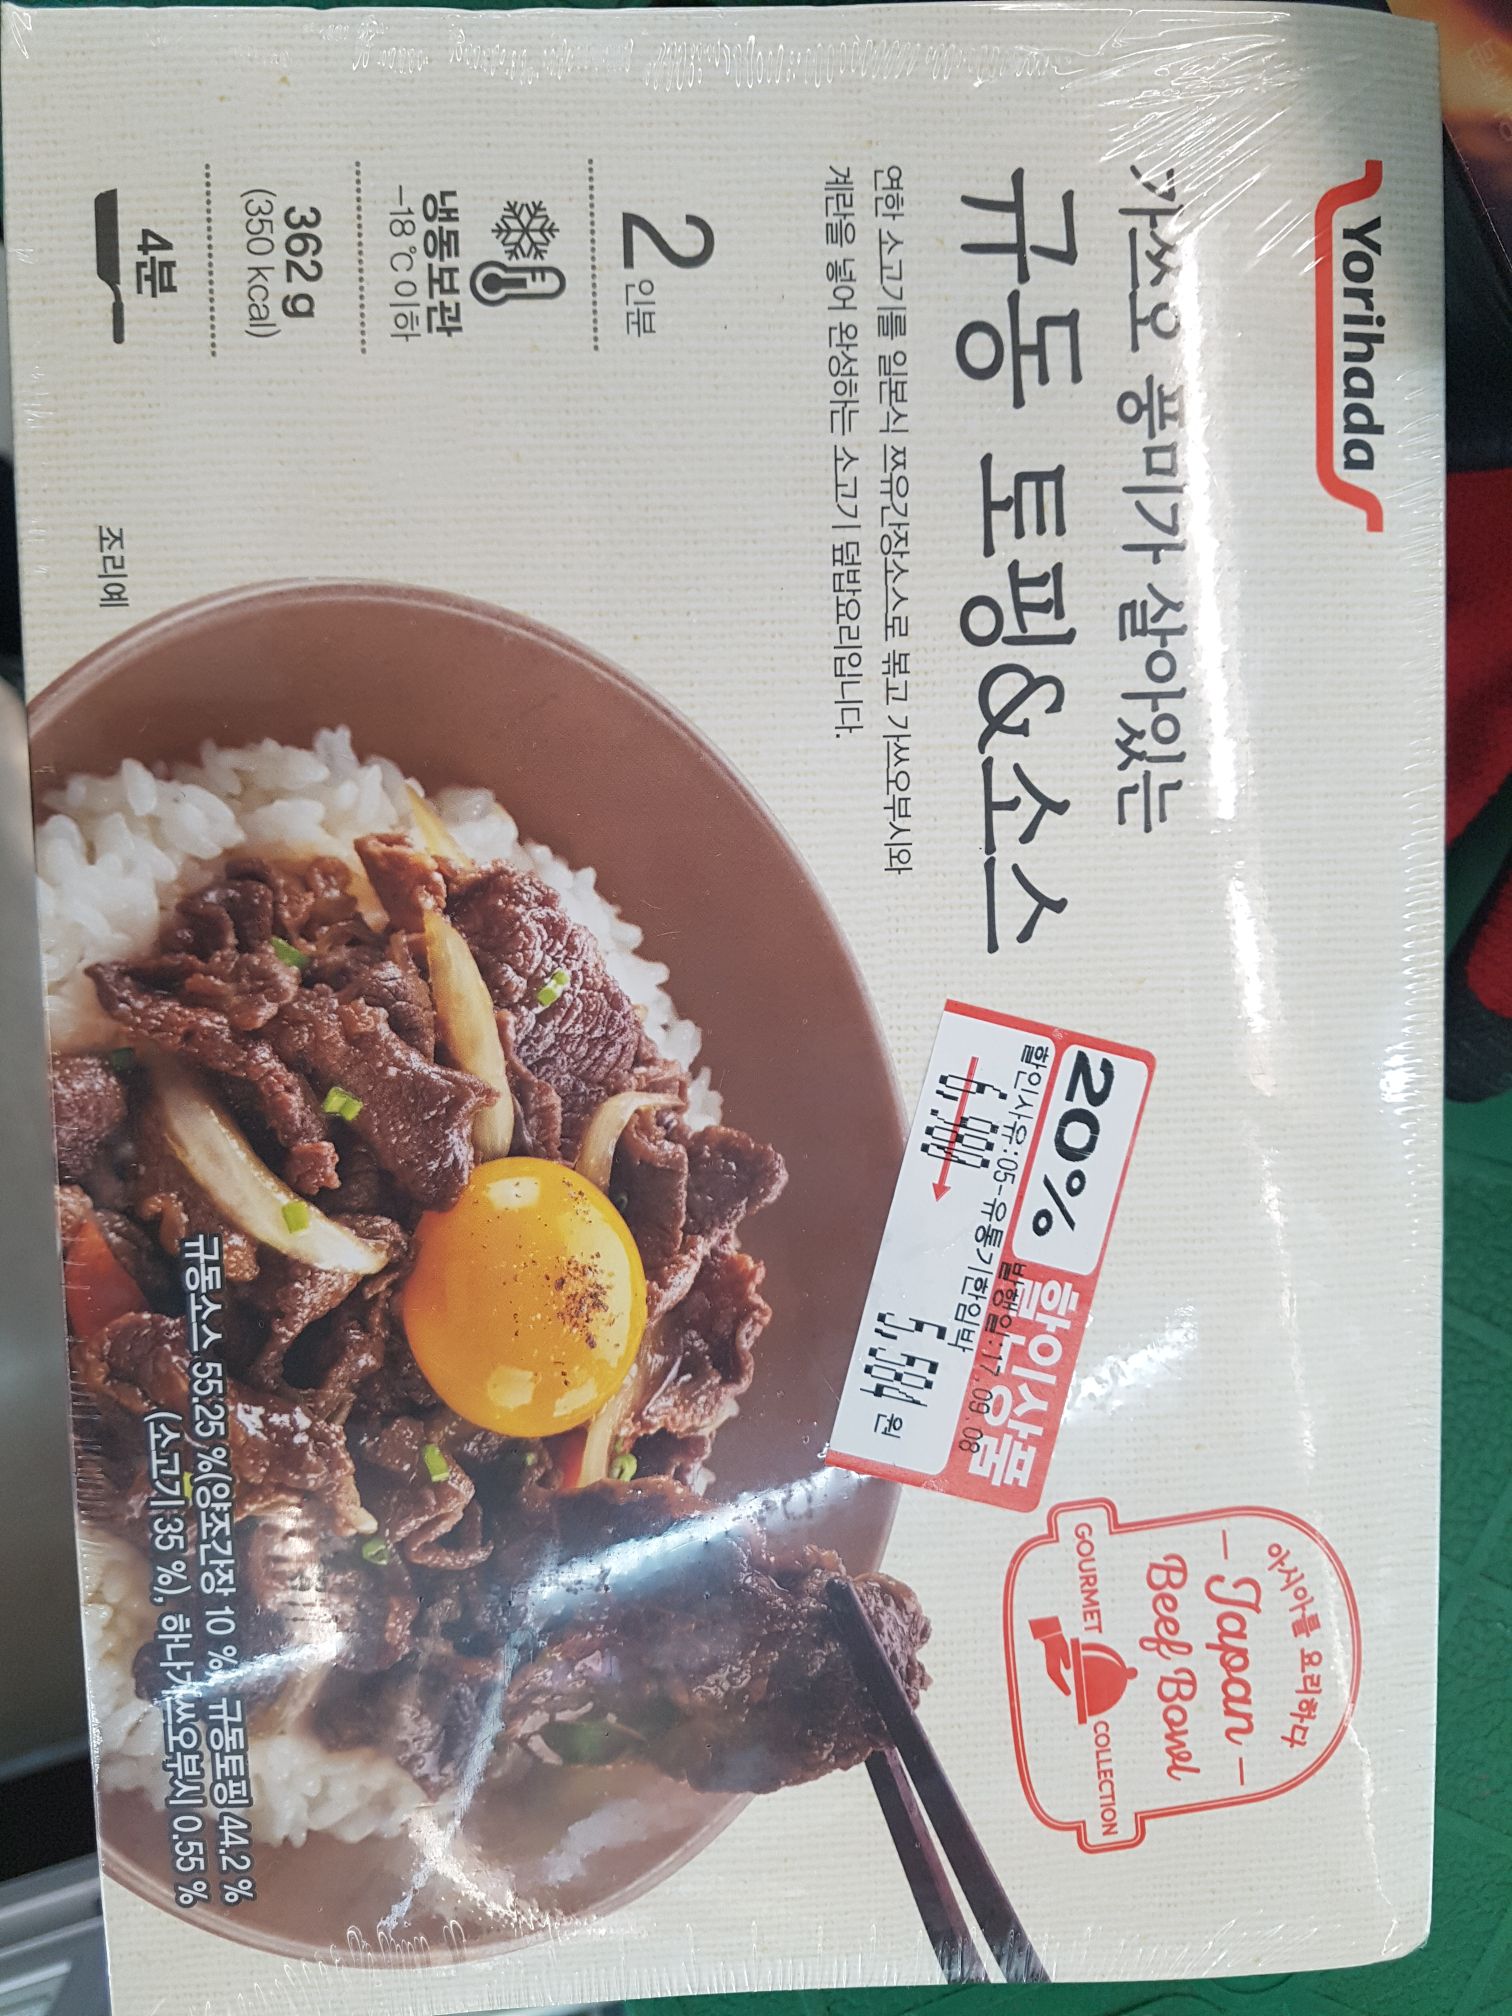 Yorihada
가쓰오 풍미가 살아있는
규동 토핑&소스
연한 소고기를 일본식 쯔유간장소스로 볶고 가쓰오부시와
계란을 넣어 완성하는 소고기 덮밥요리입니다.
2인분
냉동보관
-18℃ 이하
362 g
(350 kcal)
4분
조리예
20% 할인상품
발행일:17.09.08
할인사유:05-유통기한임박
6,980
5,584 원
아시아를 요리하다
- Japan -
Beef Bowl
GOURMET COLLECTION
규동소스 55.25 %(양조간장 10 %), 규동토핑 44.2 %
(소고기 35 %), 하나가쓰오부시 0.55 %